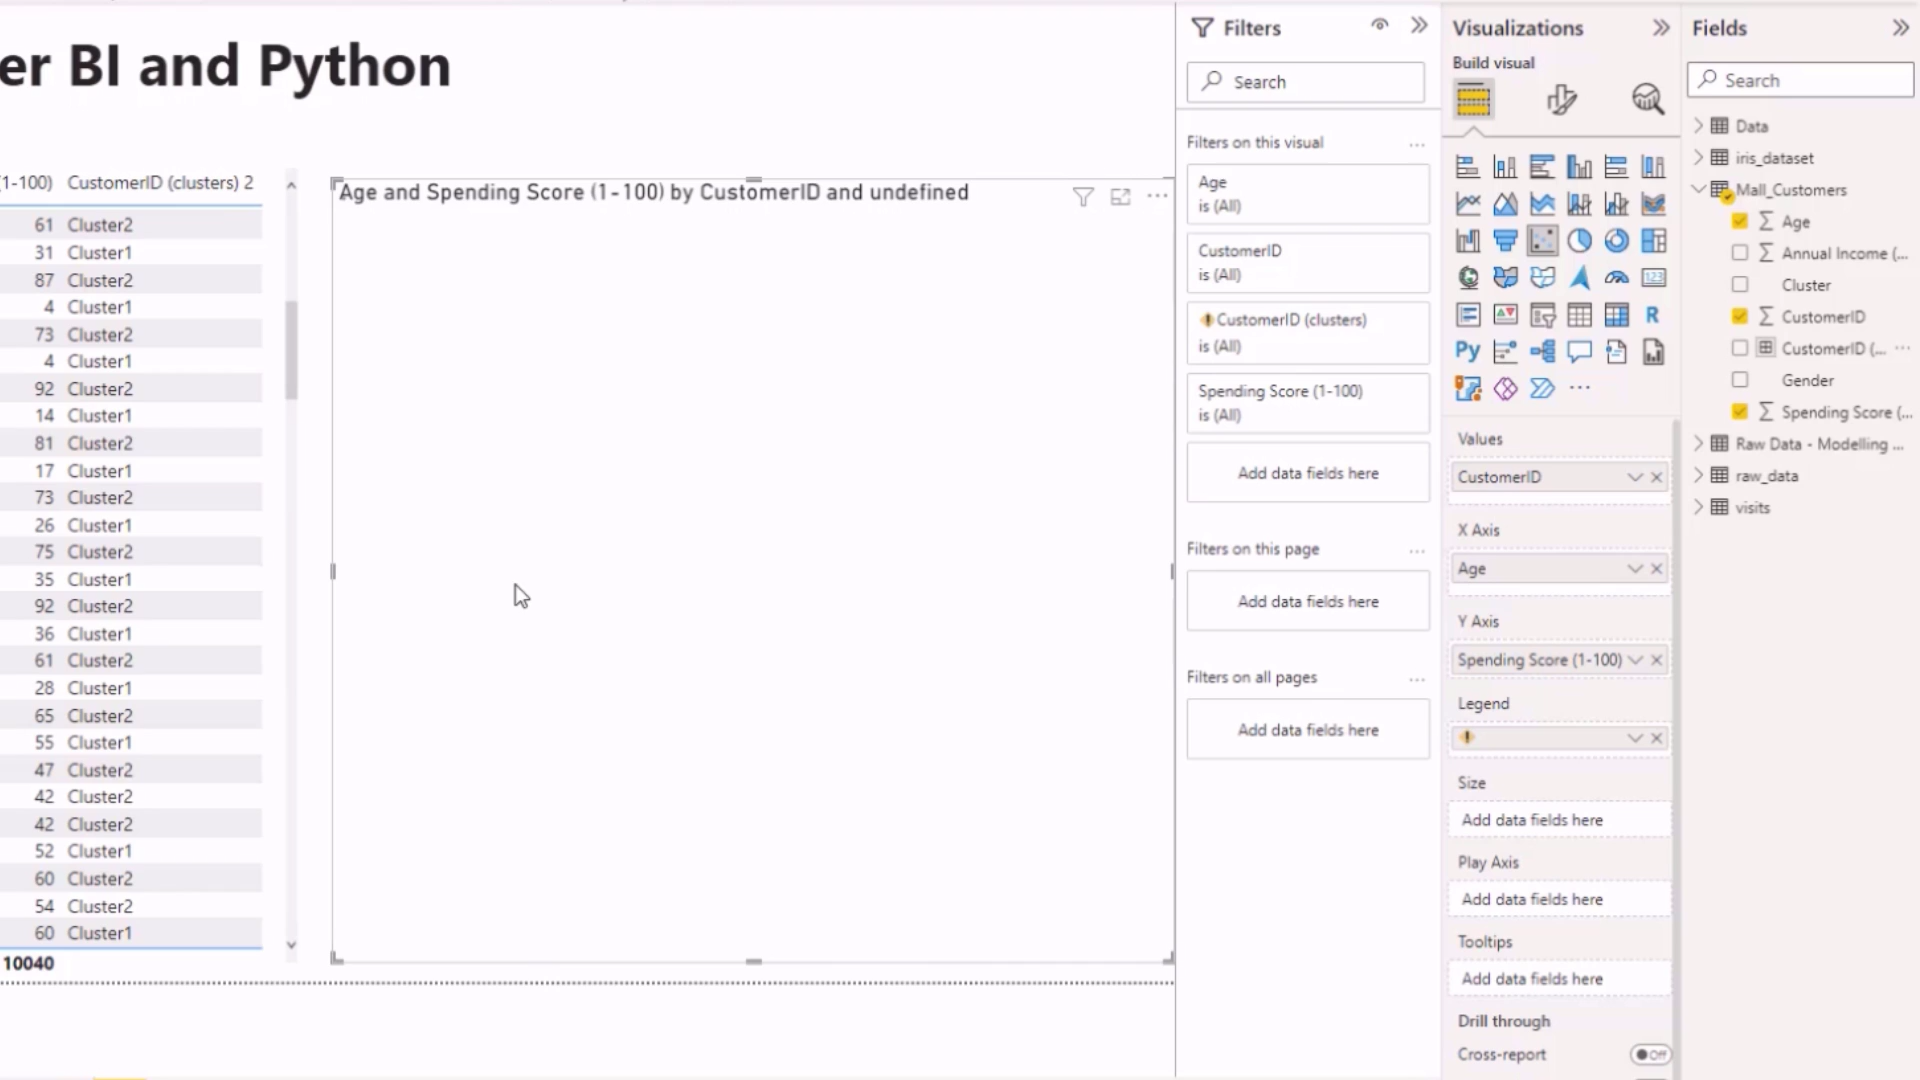 er BI and Python
(1-100) CustomerID (clusters) 2
61 Cluster2
31 Cluster1
87 Cluster2
4 Cluster1
73 Cluster2
4 Cluster1
92 Cluster2
14 Cluster1
81 Cluster2
17 Cluster1
73 Cluster2
26 Cluster1
75 Cluster2
35 Cluster1
92 Cluster2
36 Cluster1
61 Cluster2
28 Cluster1
65 Cluster2
55 Cluster1
47 Cluster2
42 Cluster2
42 Cluster2
52 Cluster1
60 Cluster2
54 Cluster2
60 Cluster1
10040
Age and Spending Score (1-100) by CustomerID and undefined
Filters
Search
Filters on this visual
Age
is (All)
CustomerID
is (All)
CustomerID (clusters)
is (All)
Spending Score (1-100)
is (All)
Add data fields here
Filters on this page
Add data fields here
Filters on all pages
Add data fields here
Visualizations
Build visual
123
R
Py
Values
CustomerID
X Axis
Age
Y Axis
Spending Score (1-100)
Legend
Size
Add data fields here
Play Axis
Add data fields here
Tooltips
Add data fields here
Drill through
Cross-report
Off
Fields
Search
Data
iris_dataset
Mall_Customers
Age
Annual Income (...
Cluster
CustomerID
CustomerID (...
Gender
Spending Score (...
Raw Data - Modelling ...
raw_data
visits